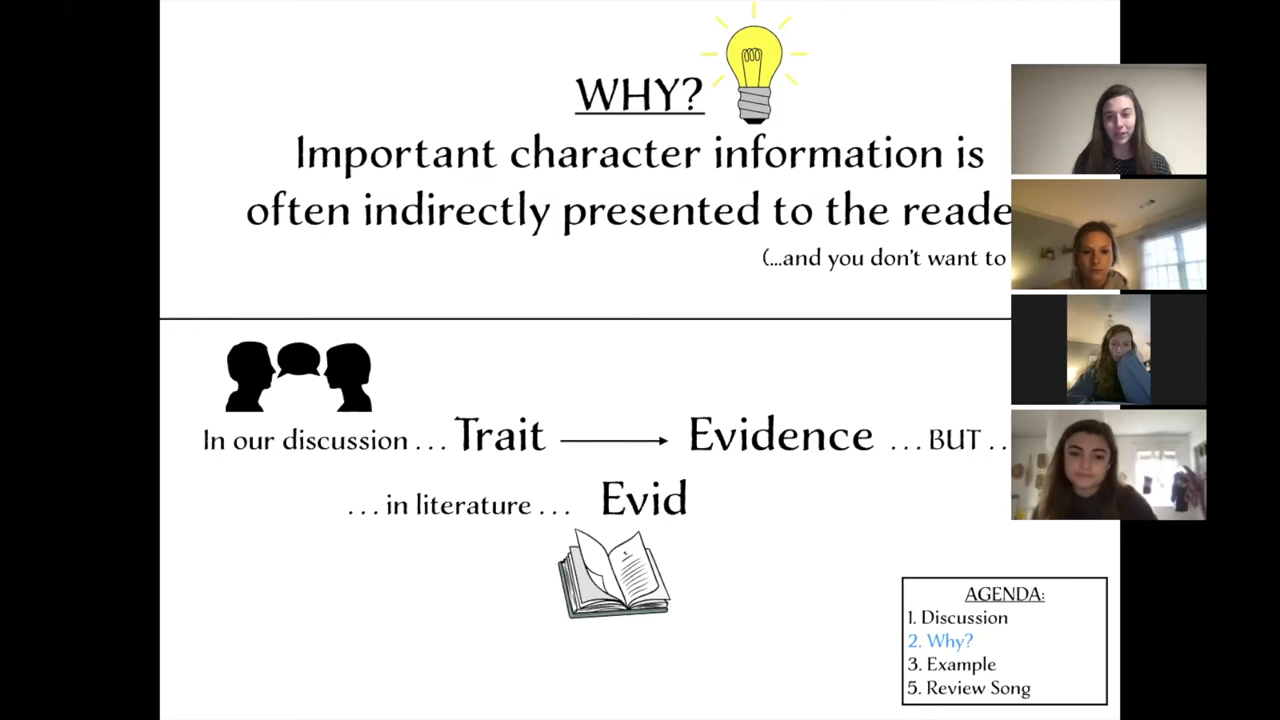 WHY?
Important character information is
often indirectly presented to the reade
(...and you don't want to
In our discussion . . . Trait Evidence . . . BUT . .
. . . in literature . . . Evid
AGENDA:
1. Discussion
2. Why?
3. Example
5. Review Song